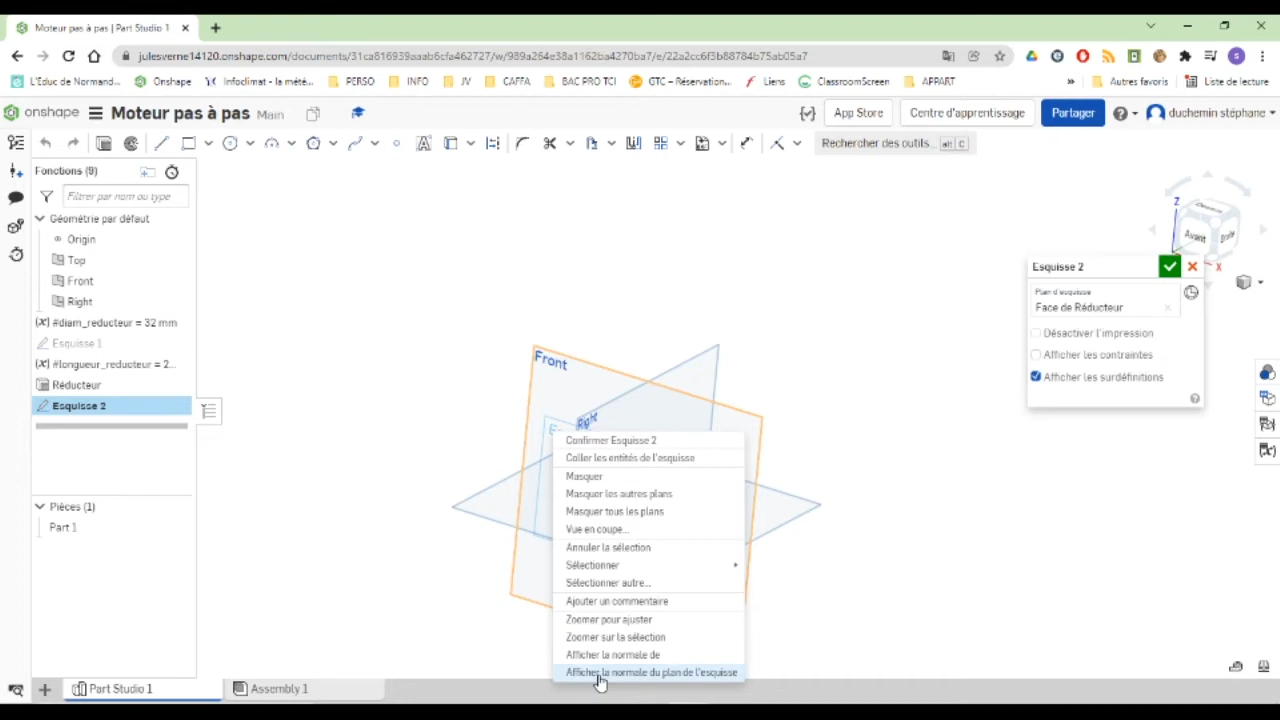 Moteur pas à pas | Part Studio 1
julesverne14120.onshape.com/documents/31ca816939aaab6cfa462727/w/989a264e38a1162ba4270ba7/e/22a2cc6f3b88784b75ab05a7
S
L'Éduc de Normand...
Onshape
Infoclimat - la mété...
PERSO
INFO
JV
CAFFA
BAC PRO TCI
GTC – Réservation...
Liens
ClassroomScreen
APPART
»
Autres favoris
Liste de lecture
onshape
Moteur pas à pas
Main
App Store
Centre d'apprentissage
Partager
duchemin stéphane
Rechercher des outils...
alt
C
Fonctions (9)
Filtrer par nom ou type
Géométrie par défaut
Origin
Top
Front
Right
(x) #diam_reducteur = 32 mm
Esquisse 1
(x) #longueur_reducteur = 2...
Réducteur
Esquisse 2
Pièces (1)
Part 1
Z
Avant
X
Esquisse 2
Plan d'esquisse
Face de Réducteur
Désactiver l'impression
Afficher les contraintes
Afficher les surdéfinitions
Front
Right
Confirmer Esquisse 2
Coller les entités de l'esquisse
Masquer
Masquer les autres plans
Masquer tous les plans
Vue en coupe...
Annuler la sélection
Sélectionner
Sélectionner autre...
Ajouter un commentaire
Zoomer pour ajuster
Zoomer sur la sélection
Afficher la normale de
Afficher la normale du plan de l'esquisse
Part Studio 1
Assembly 1